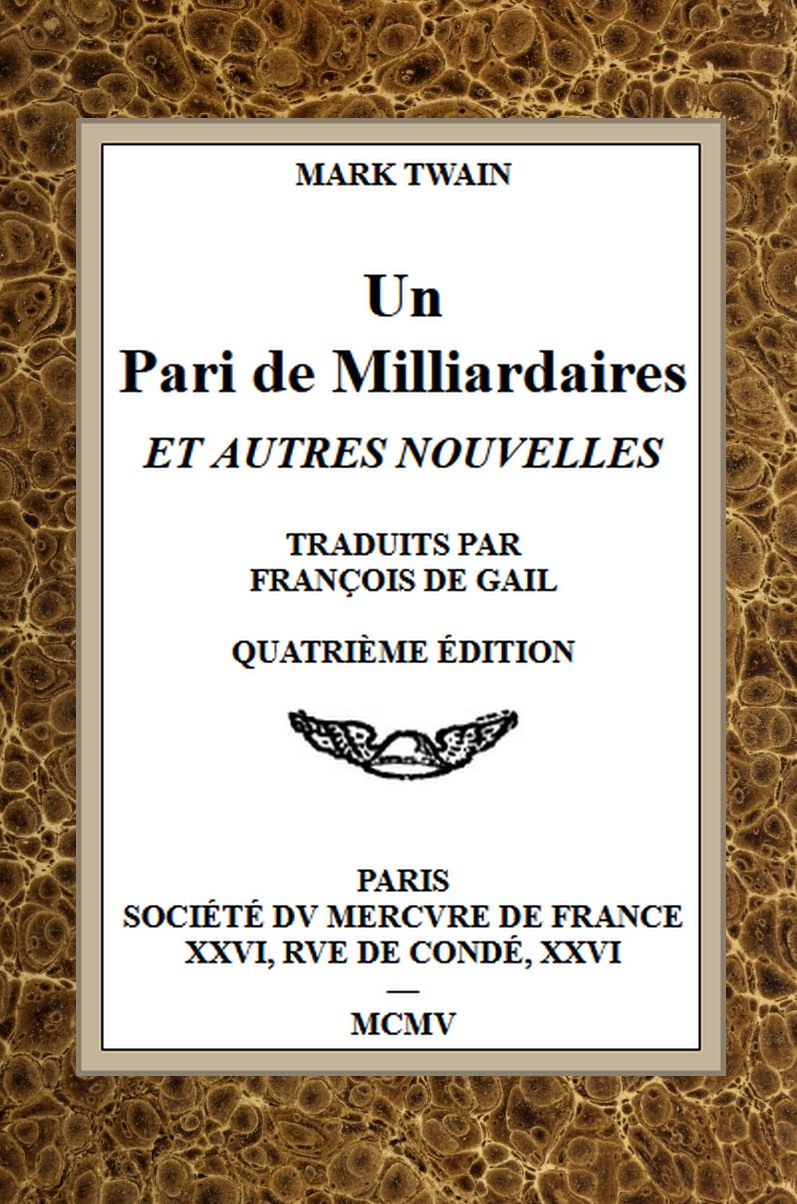 MARK TWAIN
Un
Pari de Milliardaires
ET AUTRES NOUVELLES
TRADUITS PAR
FRANÇOIS DE GAIL
QUATRIÈME ÉDITION
PARIS
SOCIÉTÉ DV MERCVRE DE FRANCE
XXVI, RVE DE CONDÉ, XXVI
—
MCMV